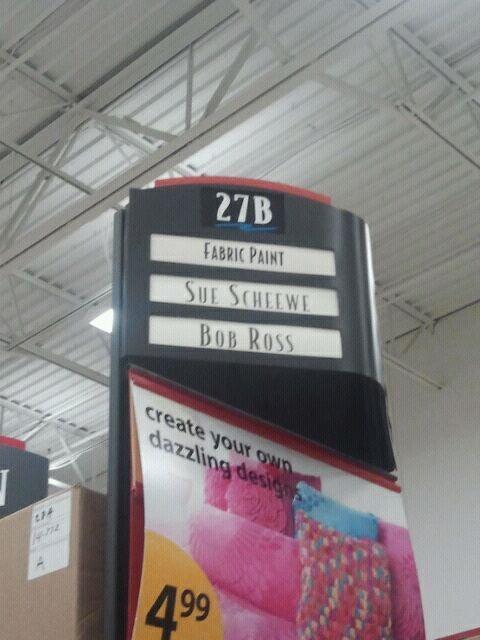 27B
FABRIC PAINT
SUE SCHEEWE
BOB ROSS
create your own
dazzling designs
4.99
A